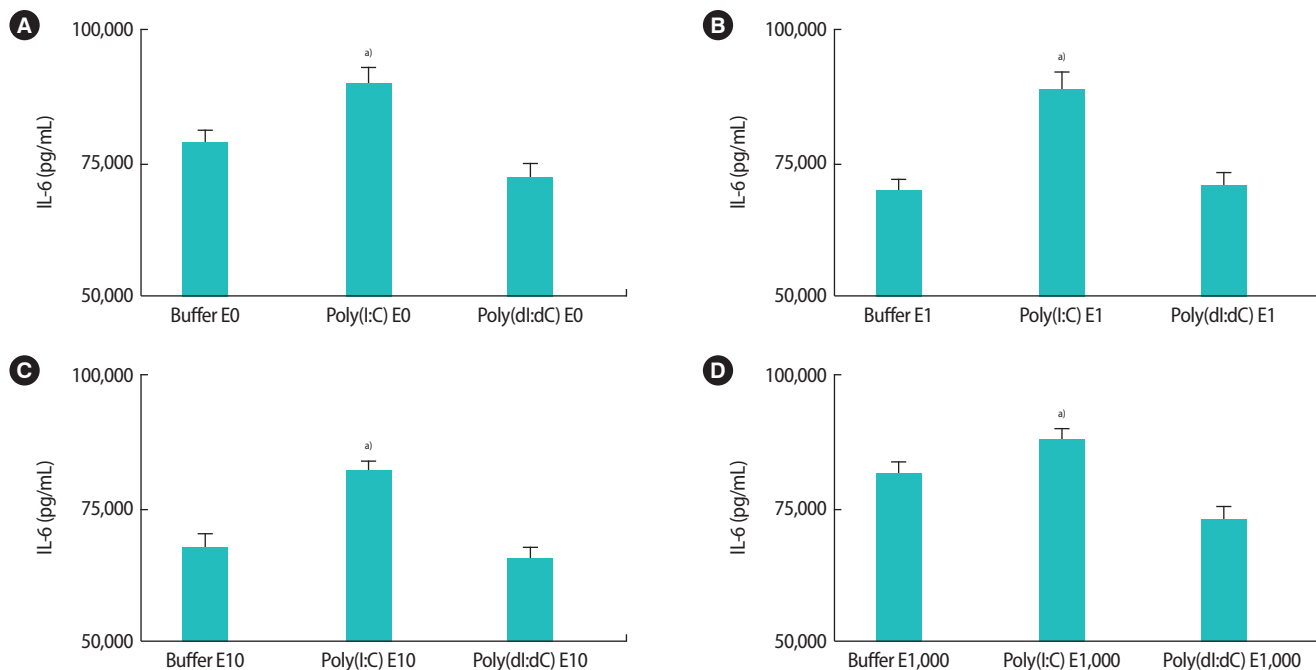 A
100,000
75,000
50,000
IL-6 (pg/mL)
a)
Buffer E0 Poly(I:C) E0 Poly(dI:dC) E0
B
100,000
75,000
50,000
IL-6 (pg/mL)
a)
Buffer E1 Poly(I:C) E1 Poly(dI:dC) E1
C
100,000
75,000
50,000
IL-6 (pg/mL)
a)
Buffer E10 Poly(I:C) E10 Poly(dI:dC) E10
D
100,000
75,000
50,000
IL-6 (pg/mL)
a)
Buffer E1,000 Poly(I:C) E1,000 Poly(dI:dC) E1,000